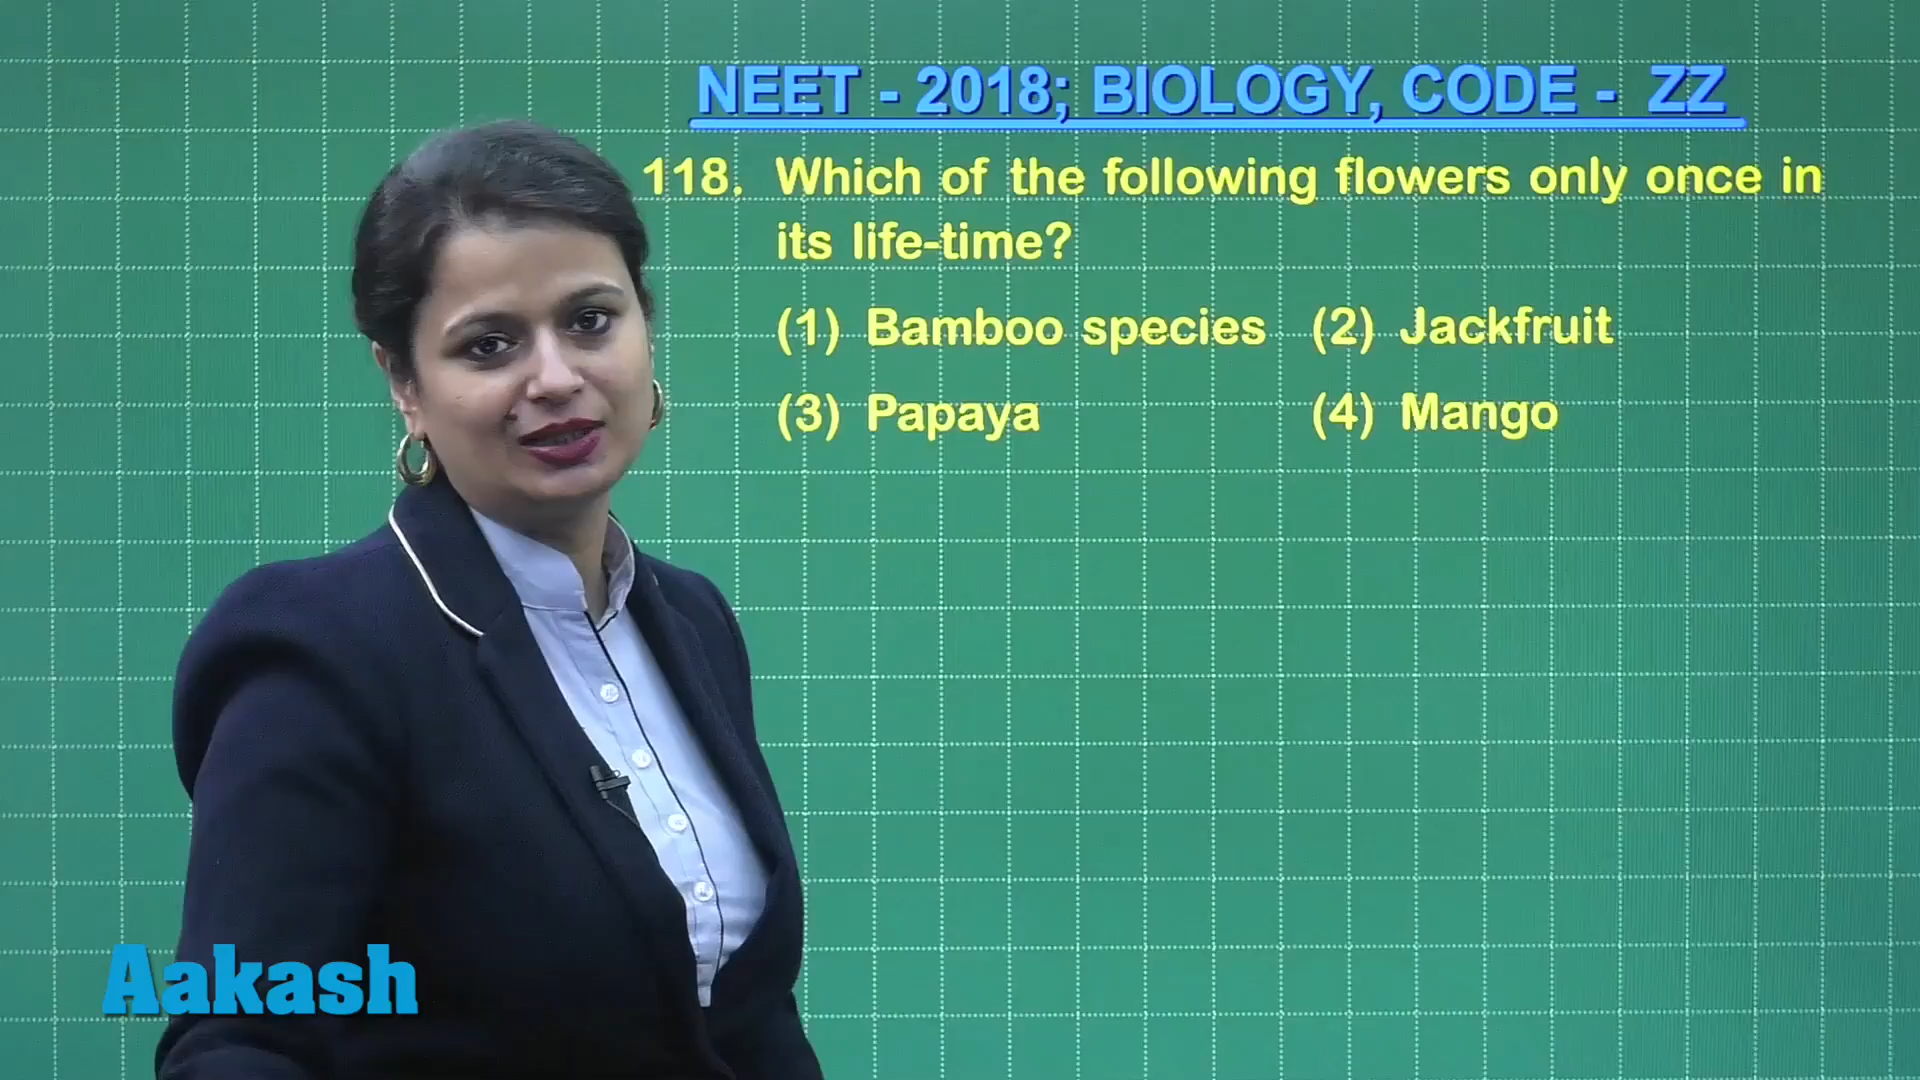 NEET - 2018; BIOLOGY, CODE - ZZ
118. Which of the following flowers only once in
its life-time?
(1) Bamboo species (2) Jackfruit
(3) Papaya (4) Mango
Aakash